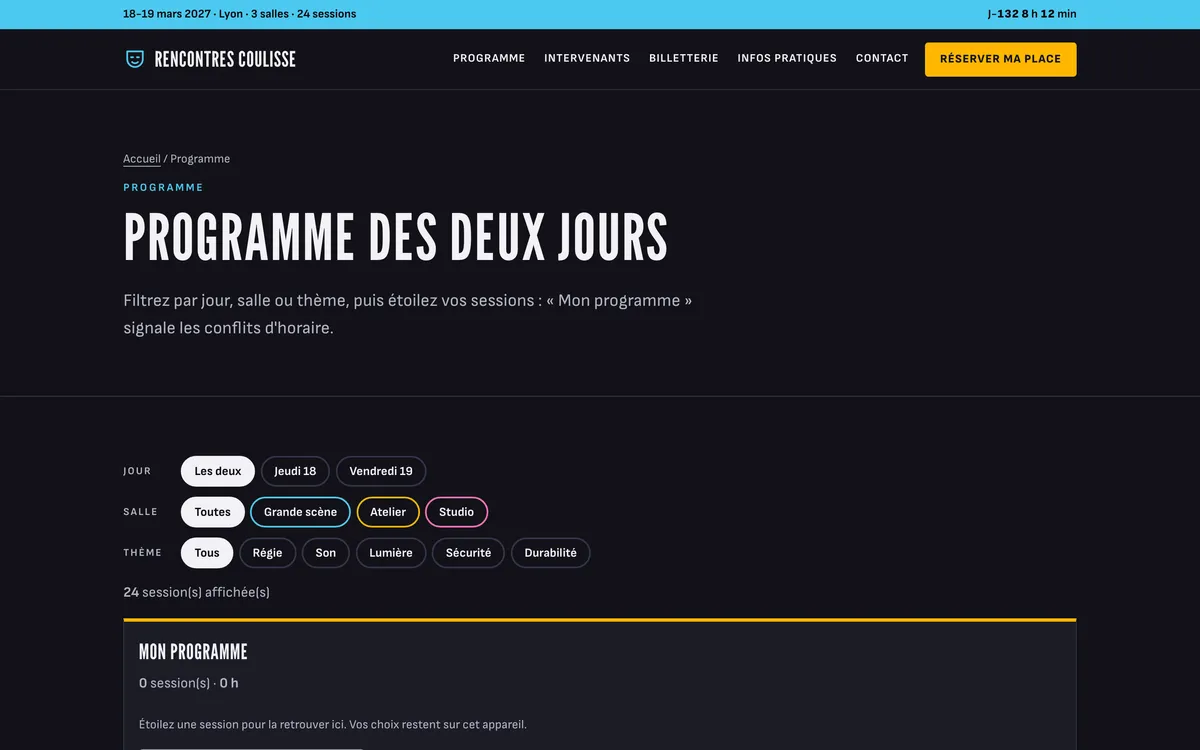 18–19 mars 2027 · Lyon · 3 salles · 24 sessions
J-132 8 h 12 min
RENCONTRES COULISSE
PROGRAMME INTERVENANTS BILLETTERIE INFOS PRATIQUES CONTACT RÉSERVER MA PLACE
Accueil / Programme
PROGRAMME
PROGRAMME DES DEUX JOURS
Filtrez par jour, salle ou thème, puis étoilez vos sessions : « Mon programme »
signale les conflits d'horaire.
JOUR Les deux Jeudi 18 Vendredi 19
SALLE Toutes Grande scène Atelier Studio
THÈME Tous Régie Son Lumière Sécurité Durabilité
24 session(s) affichée(s)
MON PROGRAMME
0 session(s) · 0 h
Étoilez une session pour la retrouver ici. Vos choix restent sur cet appareil.